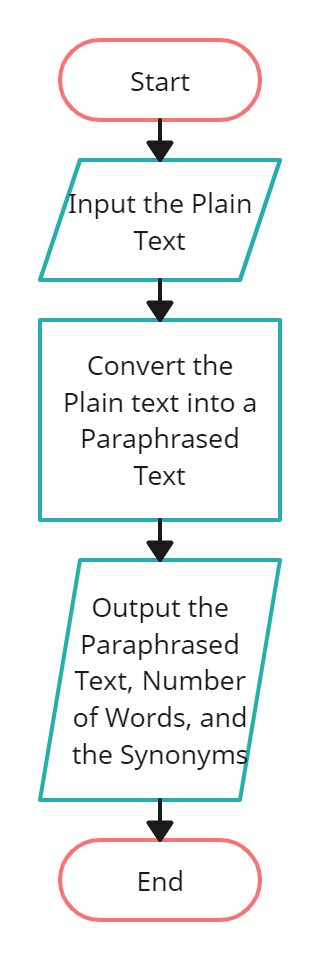 Start
Input the Plain
Text
Convert the
Plain text into a
Paraphrased
Text
Output the
Paraphrased
Text, Number
of Words, and
the Synonyms
End